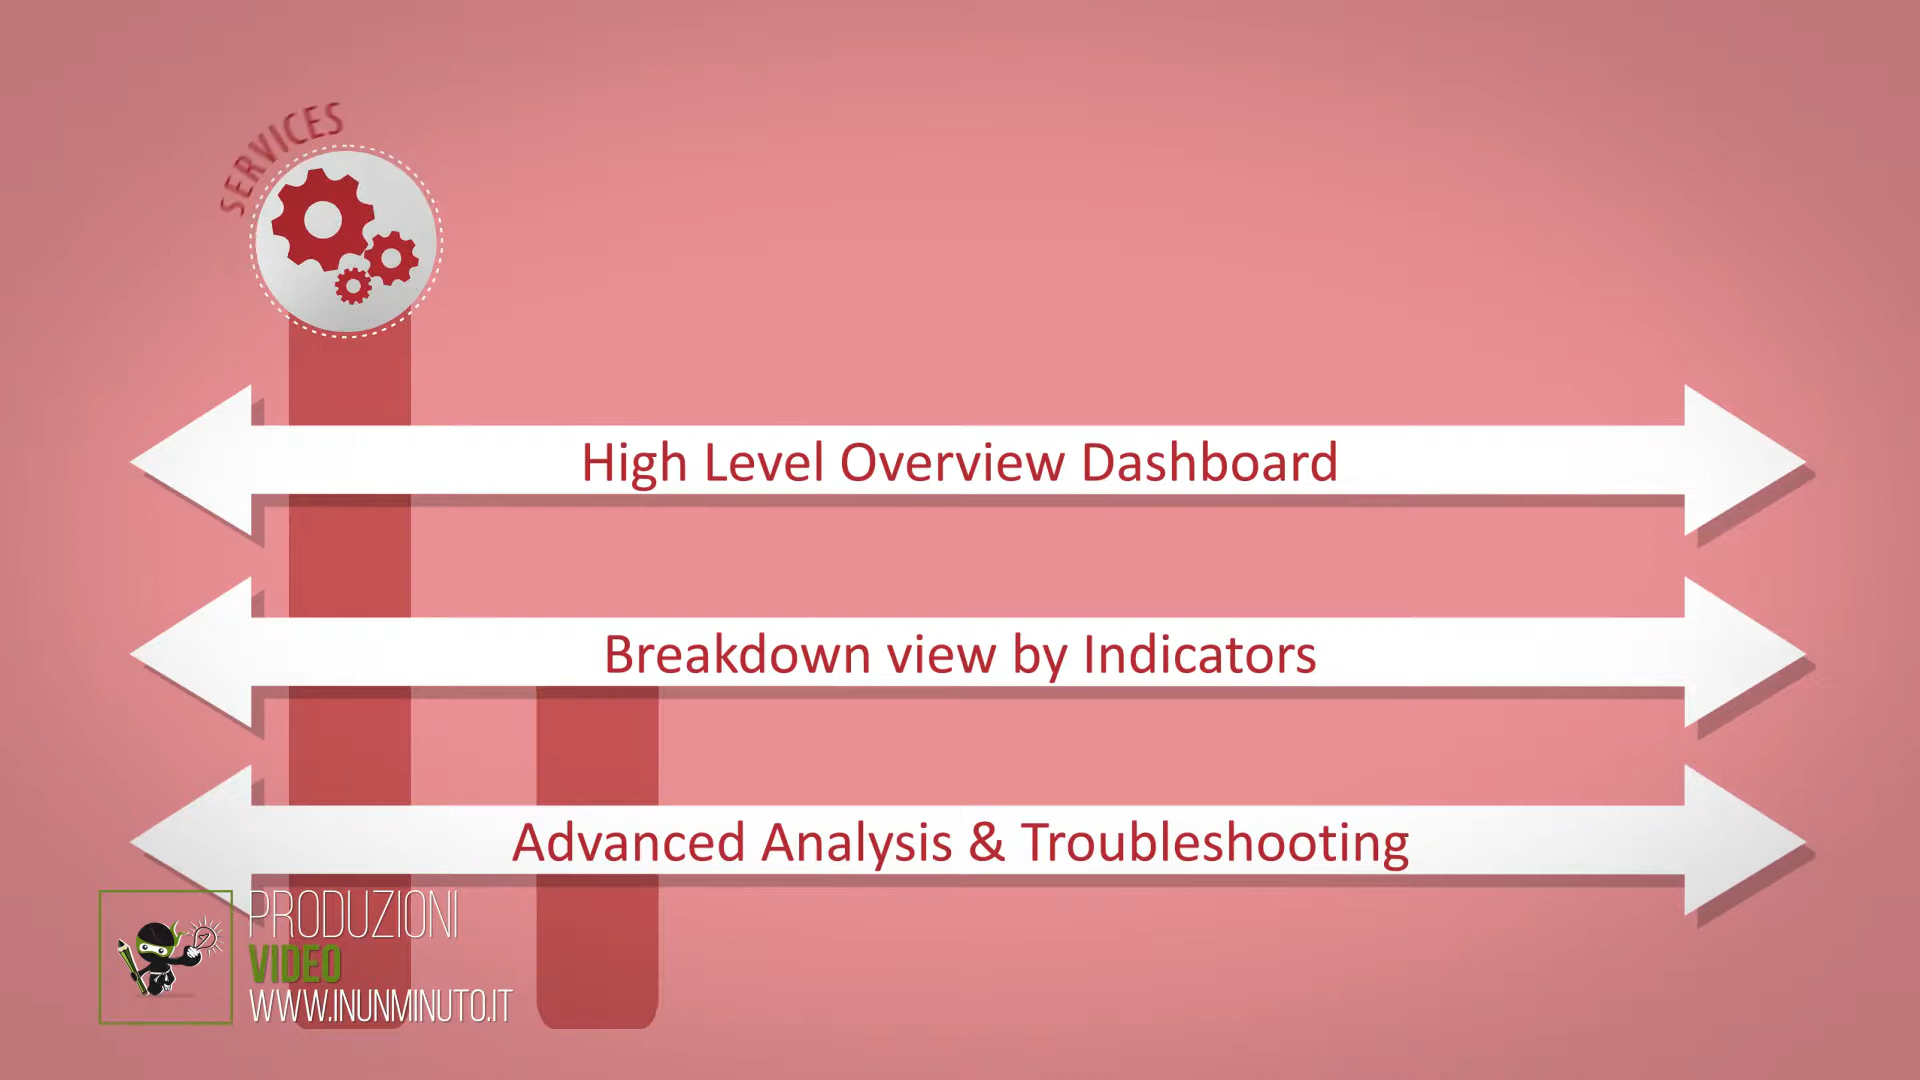 SERVICES
High Level Overview Dashboard
Breakdown view by Indicators
Advanced Analysis & Troubleshooting
PRODUZIONI
VIDEO
WWW.INUNMINUTO.IT